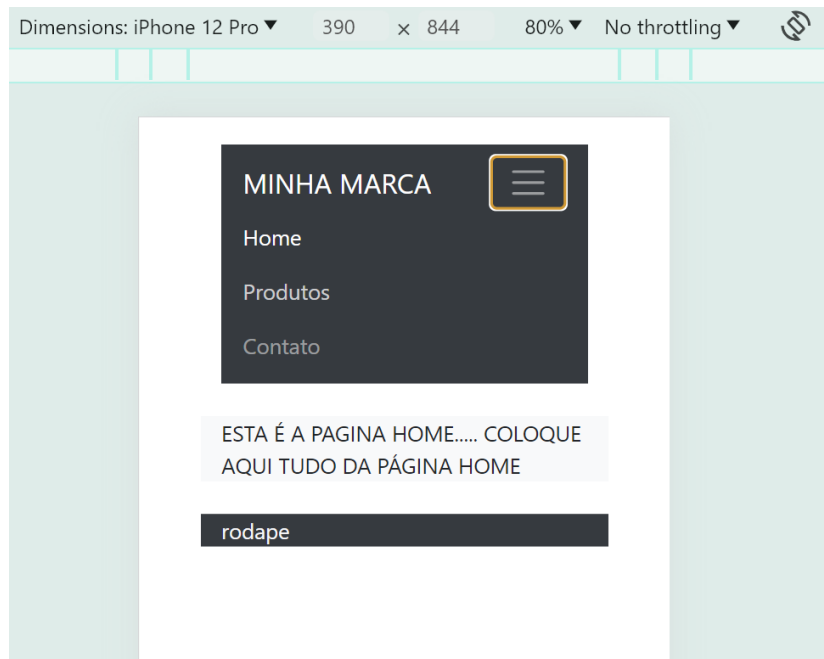 Dimensions: iPhone 12 Pro ▼ 390 × 844 80% ▼ No throttling ▼
MINHA MARCA
Home
Produtos
Contato
ESTA É A PAGINA HOME..... COLOQUE
AQUI TUDO DA PÁGINA HOME
rodape